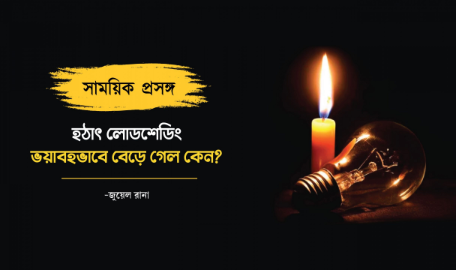 সাময়িক প্রসঙ্গ
হঠাৎ লোডশেডিং
ভয়াবহভাবে বেড়ে গেল কেন?
-জুয়েল রানা